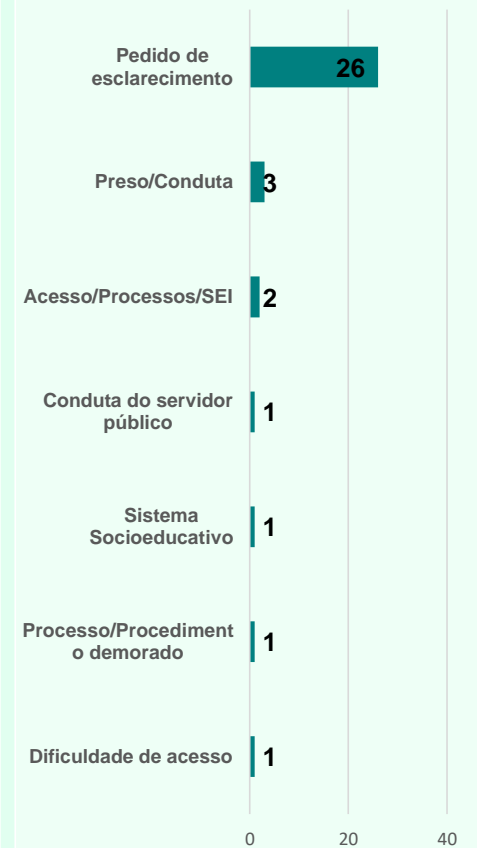 Pedido de
esclarecimento
26
Preso/Conduta
3
Acesso/Processos/SEI
2
Conduta do servidor
público
1
Sistema
Socioeducativo
1
Processo/Procediment
o demorado
1
Dificuldade de acesso
1
0 20 40